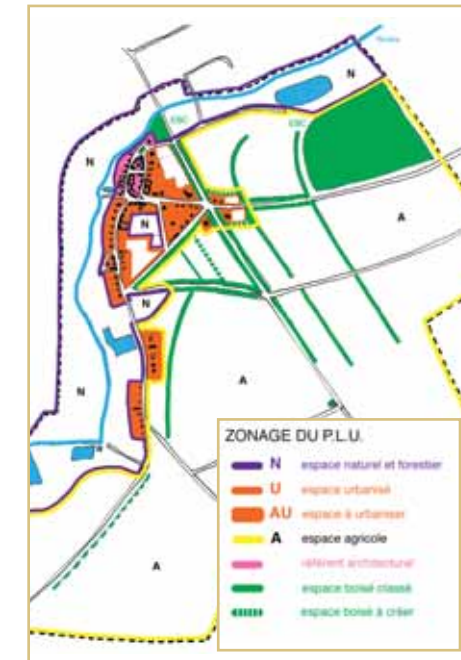 N
EBC
EBC
N
A
N
N
N
A
A
ZONAGE DU P.L.U.
N espace naturel et forestier
U espace urbanisé
AU espace à urbaniser
A espace agricole
référent architectural
espace boisé classé
espace boisé à créer